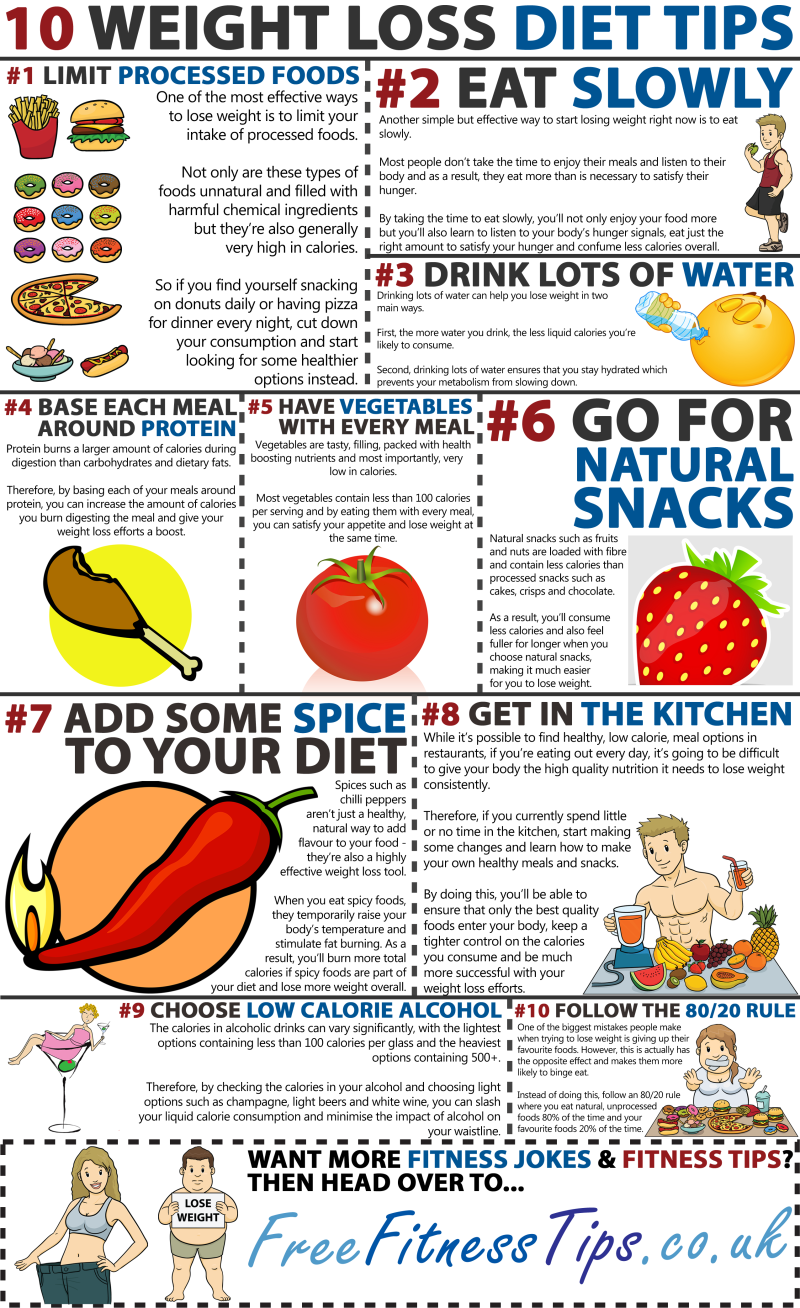 10 WEIGHT LOSS DIET TIPS
#1 LIMIT PROCESSED FOODS
One of the most effective ways
to lose weight is to limit your
intake of processed foods.
Not only are these types of
foods unnatural and filled with
harmful chemical ingredients
but they're also generally
very high in calories.
So if you find yourself snacking
on donuts daily or having pizza
for dinner every night, cut down
your consumption and start
looking for some healthier
options instead.
#2 EAT SLOWLY
Another simple but effective way to start losing weight right now is to eat
slowly.
Most people don't take the time to enjoy their meals and listen to their
body and as a result, they eat more than is necessary to satisfy their
hunger.
By taking the time to eat slowly, you'll not only enjoy your food more
but you'll also learn to listen to your body's hunger signals, eat just the
right amount to satisfy your hunger and confume less calories overall.
#3 DRINK LOTS OF WATER
Drinking lots of water can help you lose weight in two
main ways.
First, the more water you drink, the less liquid calories you're
likely to consume.
Second, drinking lots of water ensures that you stay hydrated which
prevents your metabolism from slowing down.
#4 BASE EACH MEAL
AROUND PROTEIN
Protein burns a larger amount of calories during
digestion than carbohydrates and dietary fats.
Therefore, by basing each of your meals around
protein, you can increase the amount of calories
you burn digesting the meal and give your
weight loss efforts a boost.
#5 HAVE VEGETABLES
WITH EVERY MEAL
Vegetables are tasty, filling, packed with health
boosting nutrients and most importantly, very
low in calories.
Most vegetables contain less than 100 calories
per serving and by eating them with every meal,
you can satisfy your appetite and lose weight at
the same time.
#6 GO FOR
NATURAL
SNACKS
Natural snacks such as fruits
and nuts are loaded with fibre
and contain less calories than
processed snacks such as
cakes, crisps and chocolate.
As a result, you'll consume
less calories and also feel
fuller for longer when you
choose natural snacks,
making it much easier
for you to lose weight.
#7 ADD SOME SPICE
TO YOUR DIET
Spices such as
chilli peppers
aren't just a healthy,
natural way to add
flavour to your food -
they're also a highly
effective weight loss tool.
When you eat spicy foods,
they temporarily raise your
body's temperature and
stimulate fat burning. As a
result, you'll burn more total
calories if spicy foods are part of
your diet and lose more weight overall.
#8 GET IN THE KITCHEN
While it's possible to find healthy, low calorie, meal options in
restaurants, if you're eating out every day, it's going to be difficult
to give your body the high quality nutrition it needs to lose weight
consistently.
Therefore, if you currently spend little
or no time in the kitchen, start making
some changes and learn how to make
your own healthy meals and snacks.
By doing this, you'll be able to
ensure that only the best quality
foods enter your body, keep a
tighter control on the calories
you consume and be much
more successful with your
weight loss efforts.
#9 CHOOSE LOW CALORIE ALCOHOL
The calories in alcoholic drinks can vary significantly, with the lightest
options containing less than 100 calories per glass and the heaviest
options containing 500+.
Therefore, by checking the calories in your alcohol and choosing light
options such as champagne, light beers and white wine, you can slash
your liquid calorie consumption and minimise the impact of alcohol on
your waistline.
#10 FOLLOW THE 80/20 RULE
One of the biggest mistakes people make
when trying to lose weight is giving up their
favourite foods. However, this is actually has
the opposite effect and makes them more
likely to binge eat.
Instead of doing this, follow an 80/20 rule
where you eat natural, unprocessed
foods 80% of the time and your
favourite foods 20% of the time.
LOSE
WEIGHT
WANT MORE FITNESS JOKES & FITNESS TIPS?
THEN HEAD OVER TO...
FreeFitnessTips.co.uk